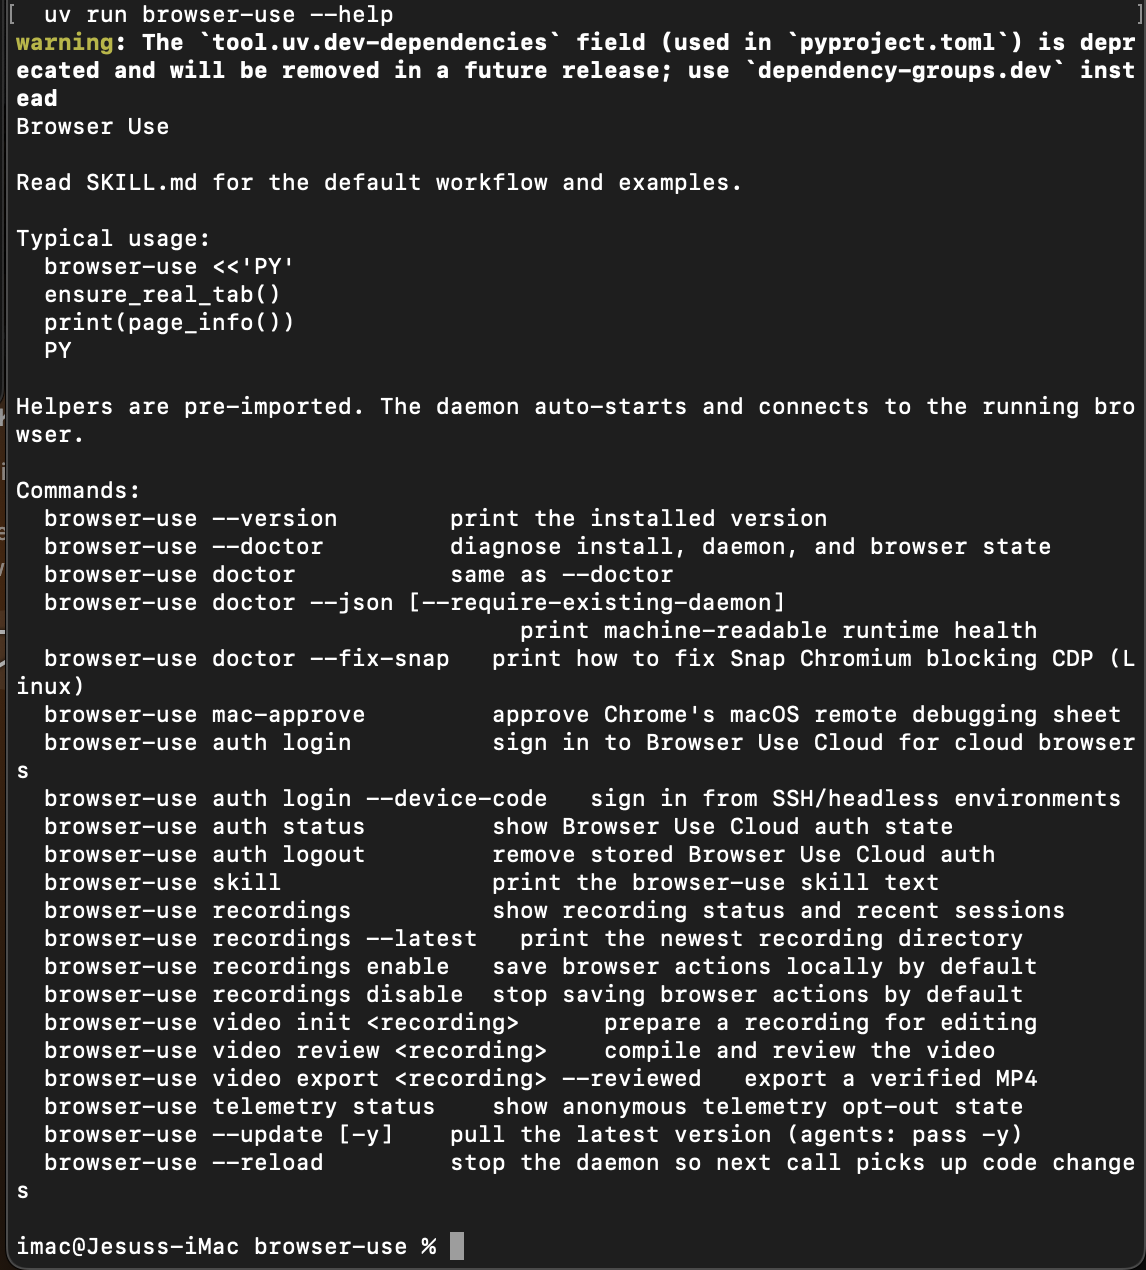 [  uv run browser-use --help ]
warning: The `tool.uv.dev-dependencies` field (used in `pyproject.toml`) is depr
ecated and will be removed in a future release; use `dependency-groups.dev` inst
ead
Browser Use

Read SKILL.md for the default workflow and examples.

Typical usage:
  browser-use <<'PY'
  ensure_real_tab()
  print(page_info())
  PY

Helpers are pre-imported. The daemon auto-starts and connects to the running bro
wser.

Commands:
  browser-use --version        print the installed version
  browser-use --doctor         diagnose install, daemon, and browser state
  browser-use doctor           same as --doctor
  browser-use doctor --json [--require-existing-daemon]
                                    print machine-readable runtime health
  browser-use doctor --fix-snap   print how to fix Snap Chromium blocking CDP (L
inux)
  browser-use mac-approve         approve Chrome's macOS remote debugging sheet
  browser-use auth login          sign in to Browser Use Cloud for cloud browser
s
  browser-use auth login --device-code   sign in from SSH/headless environments
  browser-use auth status         show Browser Use Cloud auth state
  browser-use auth logout         remove stored Browser Use Cloud auth
  browser-use skill               print the browser-use skill text
  browser-use recordings          show recording status and recent sessions
  browser-use recordings --latest   print the newest recording directory
  browser-use recordings enable   save browser actions locally by default
  browser-use recordings disable  stop saving browser actions by default
  browser-use video init <recording>      prepare a recording for editing
  browser-use video review <recording>    compile and review the video
  browser-use video export <recording> --reviewed   export a verified MP4
  browser-use telemetry status    show anonymous telemetry opt-out state
  browser-use --update [-y]    pull the latest version (agents: pass -y)
  browser-use --reload         stop the daemon so next call picks up code change
s

imac@Jesuss-iMac browser-use %